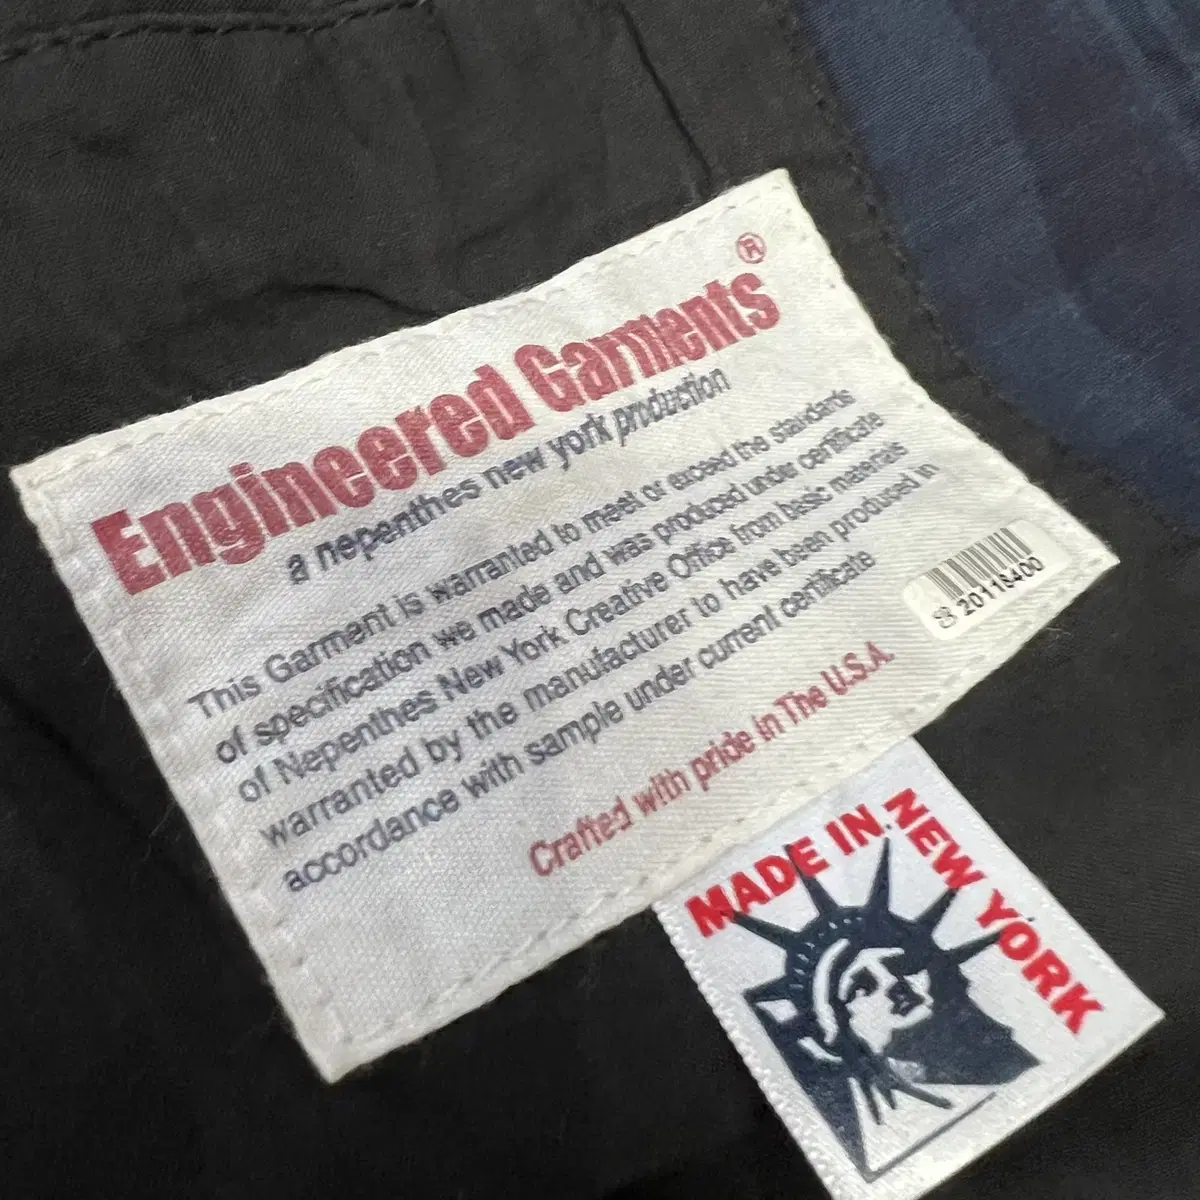 Engineered Garments®
a nepenthes new york production
This Garment is warranted to meet or exceed the standards
of specification we made and was produced under certificate
of Nepenthes New York Creative Office from basic materials
warranted by the manufacturer to have been produced in
accordance with sample under current certificate
20118400
Crafted with pride in The U.S.A.
MADE IN NEW YORK